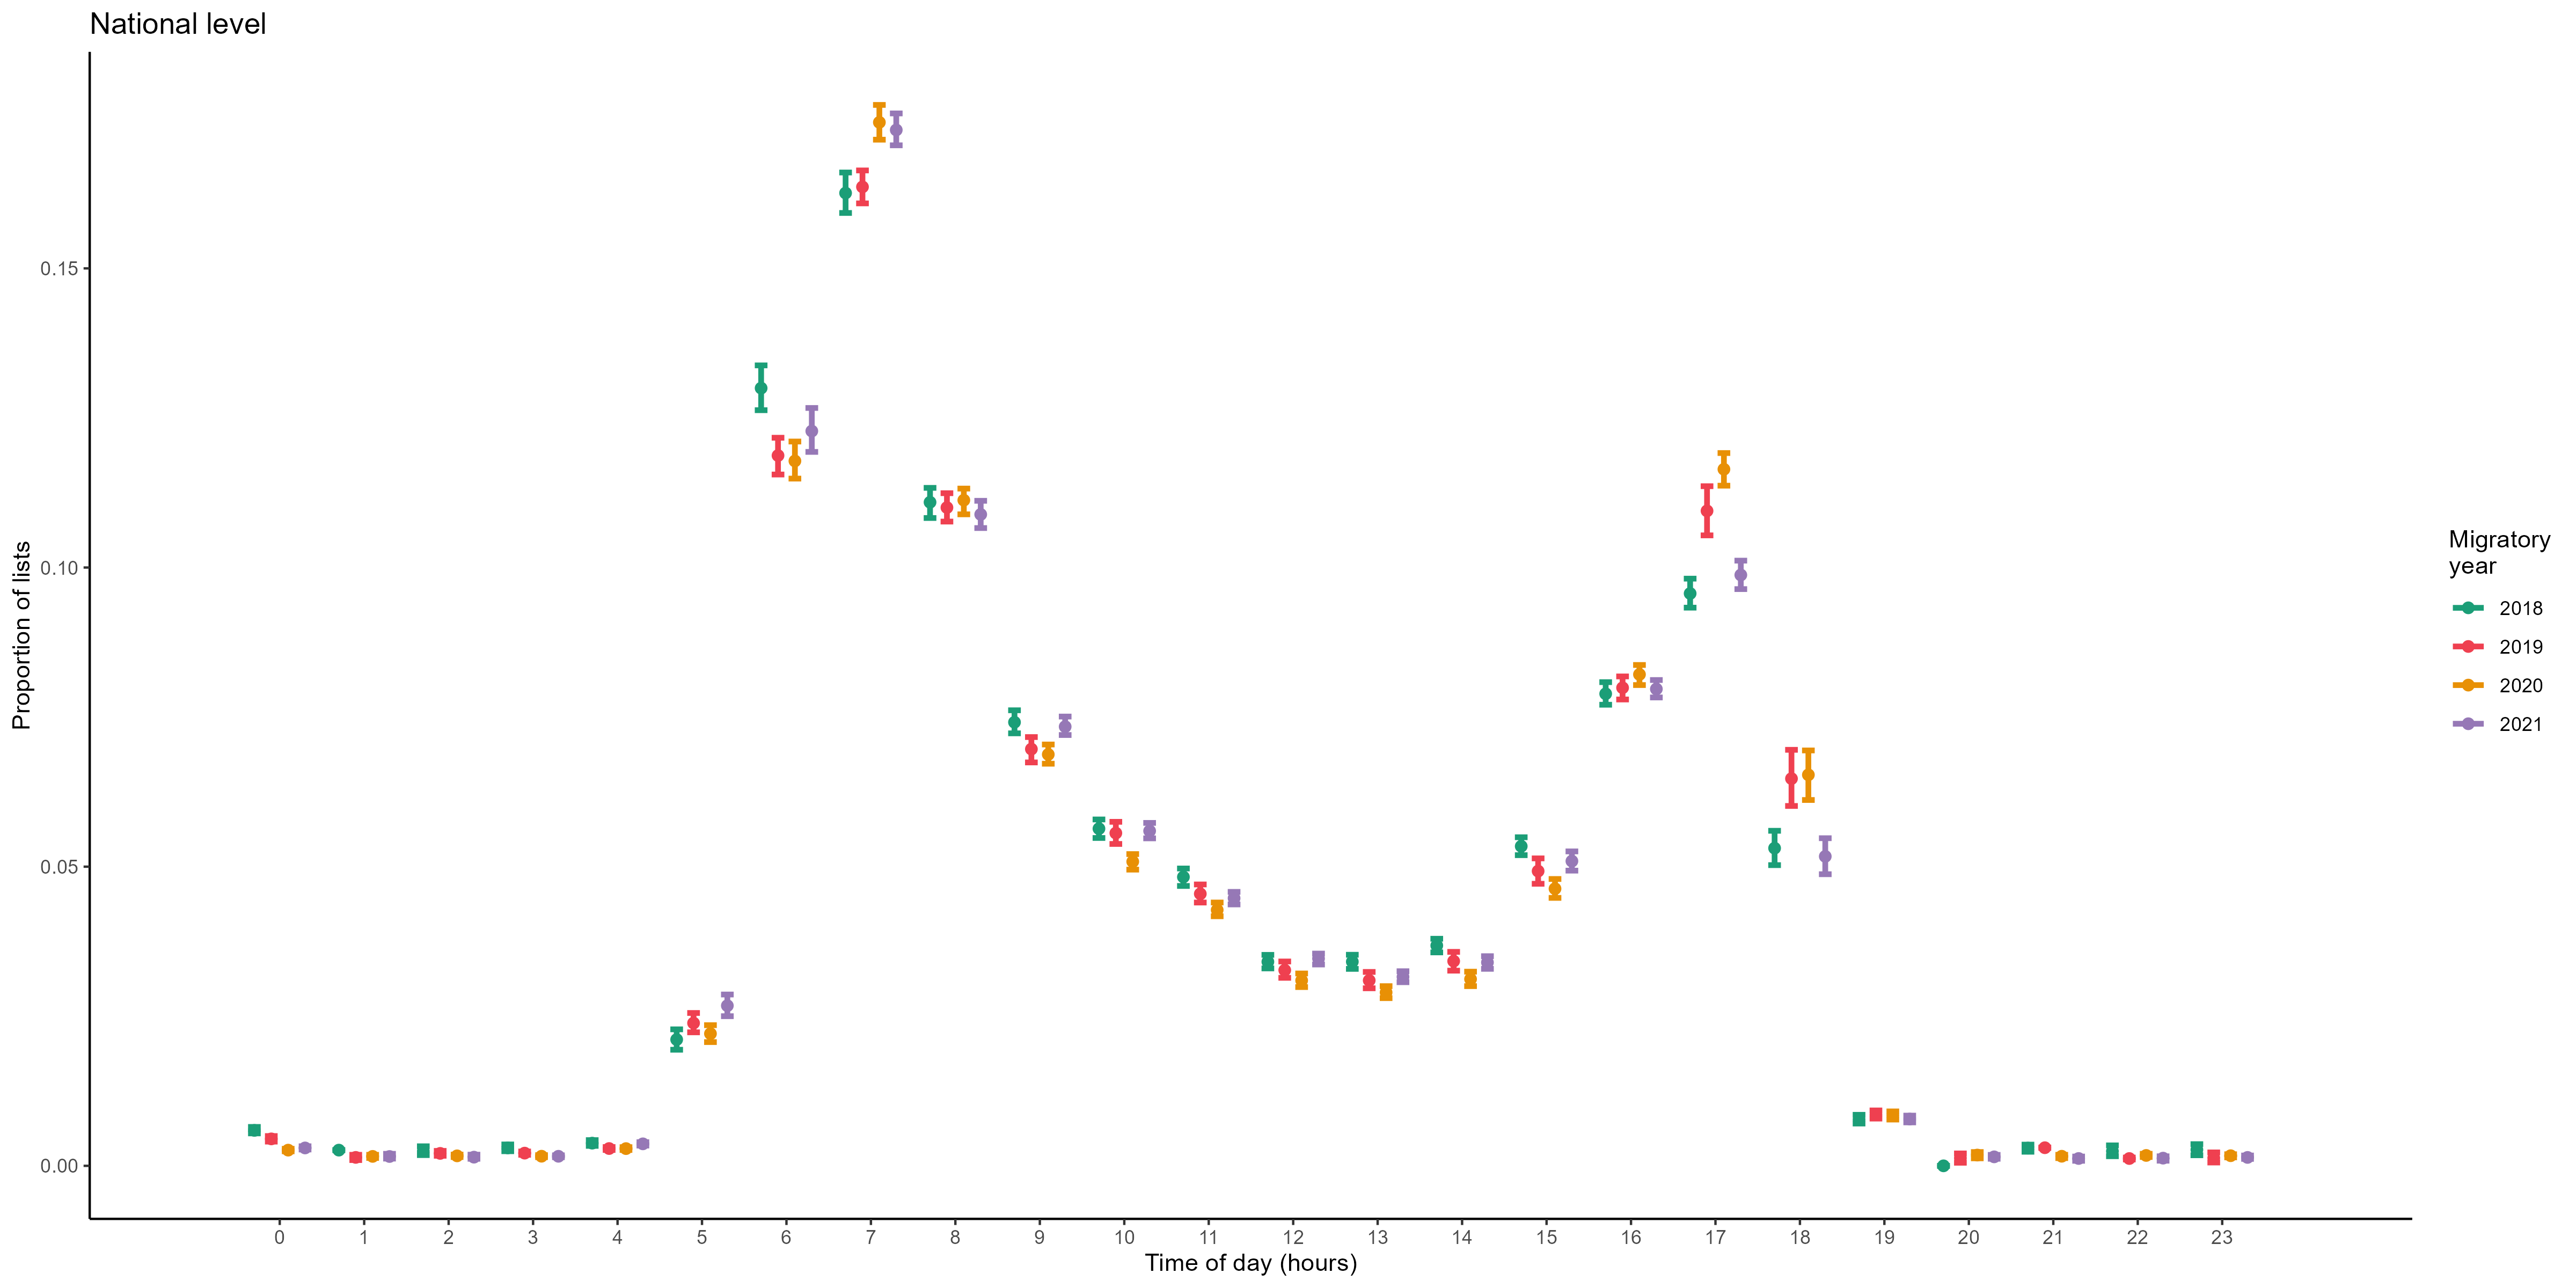 National level
Proportion of lists
0.15
0.10
0.05
0.00
0 1 2 3 4 5 6 7 8 9 10 11 12 13 14 15 16 17 18 19 20 21 22 23
Time of day (hours)
Migratory
year
2018
2019
2020
2021